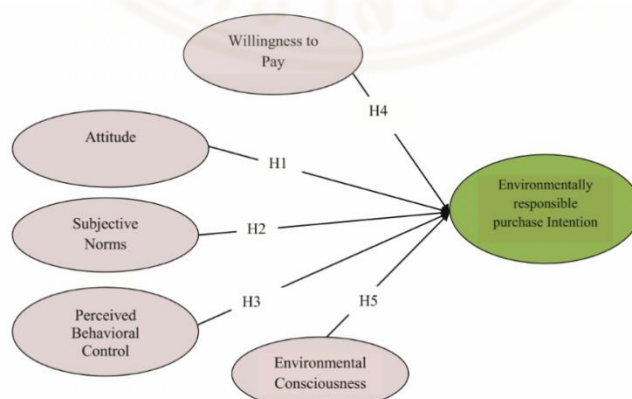 Willingness to
Pay
H4
Attitude
H1
Environmentally
responsible
purchase Intention
Subjective
Norms
H2
H3
H5
Perceived
Behavioral
Control
Environmental
Consciousness